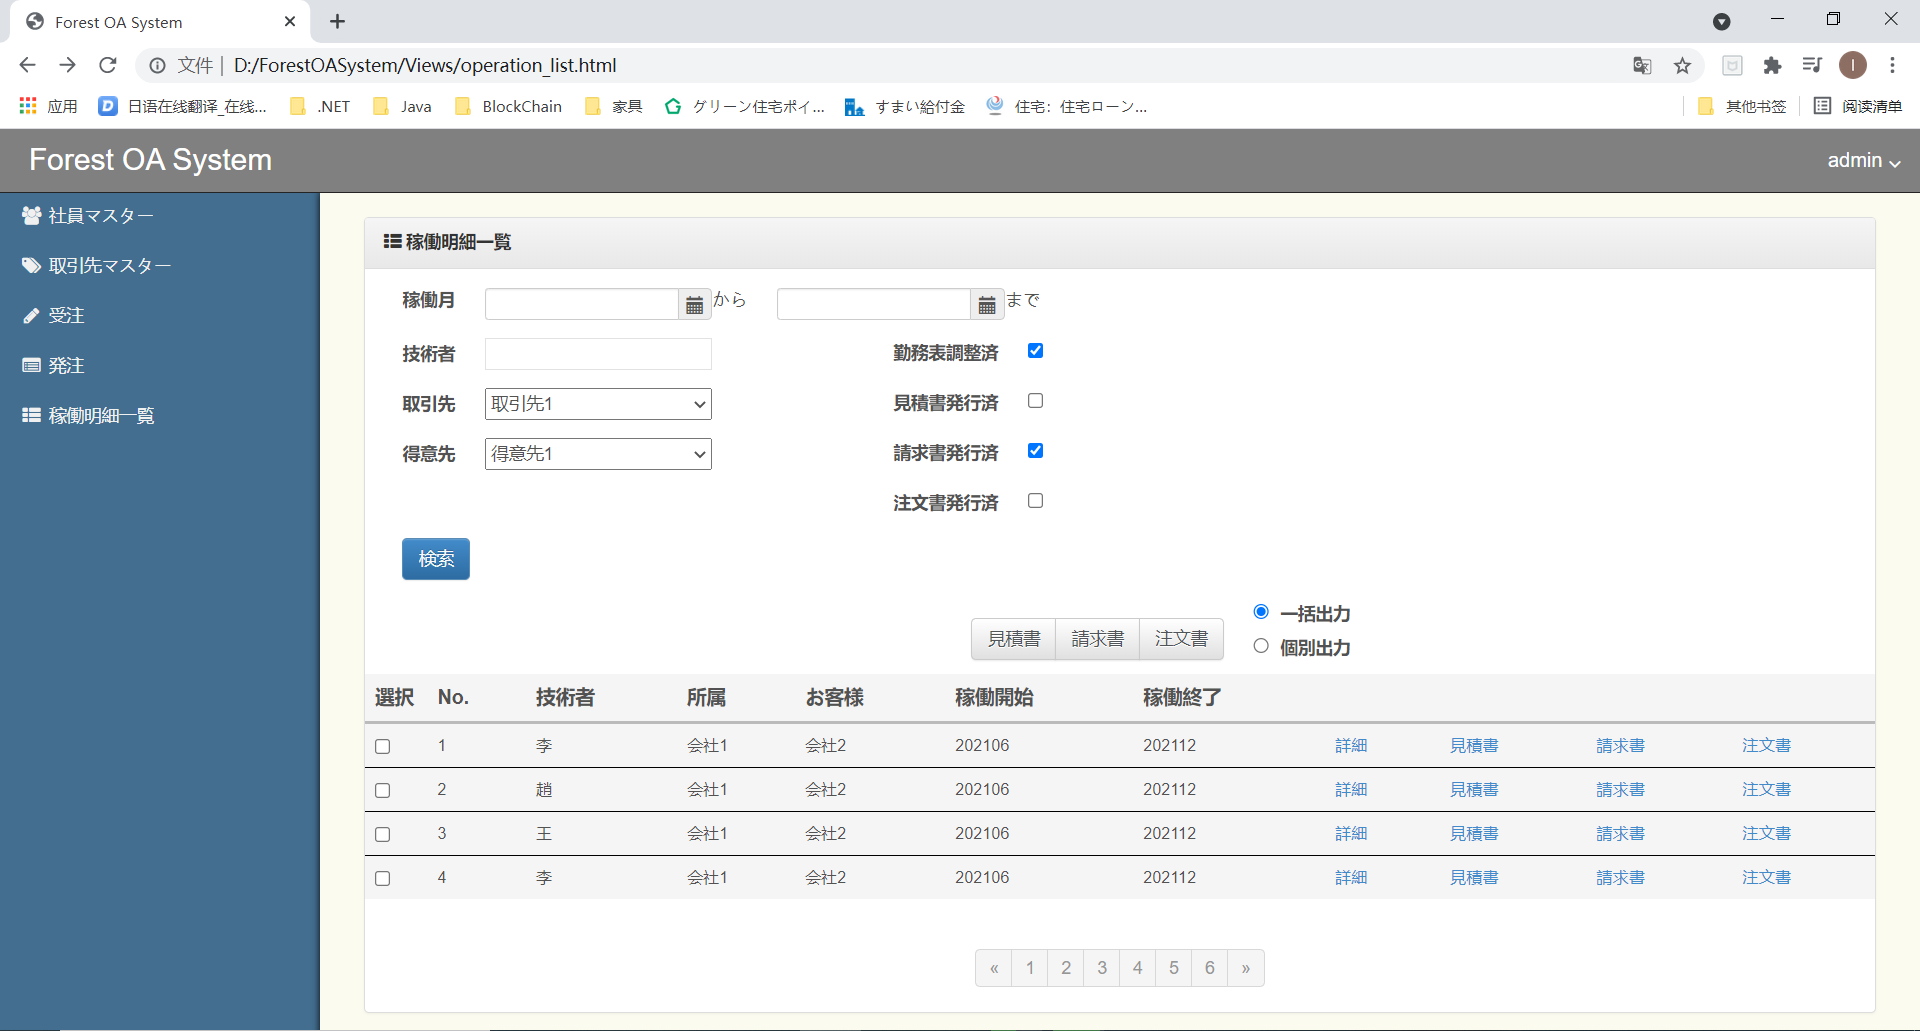 Forest OA System
文件 | D:/ForestOASystem/Views/operation_list.html
I
应用 日语在线翻译_在线... .NET Java BlockChain 家具 グリーン住宅ポイ... すまい給付金 住宅：住宅ローン... 其他书签 阅读清单
Forest OA System admin
社員マスター
取引先マスター
受注
発注
稼働明細一覧
稼働明細一覧
稼働月 から まで
技術者 勤務表調整済
取引先 取引先1 見積書発行済
得意先 得意先1 請求書発行済
注文書発行済
検索
見積書 請求書 注文書 一括出力
個別出力
選択 No. 技術者 所属 お客様 稼働開始 稼働終了
1 李 会社1 会社2 202106 202112 詳細 見積書 請求書 注文書
2 趙 会社1 会社2 202106 202112 詳細 見積書 請求書 注文書
3 王 会社1 会社2 202106 202112 詳細 見積書 請求書 注文書
4 李 会社1 会社2 202106 202112 詳細 見積書 請求書 注文書
« 1 2 3 4 5 6 »